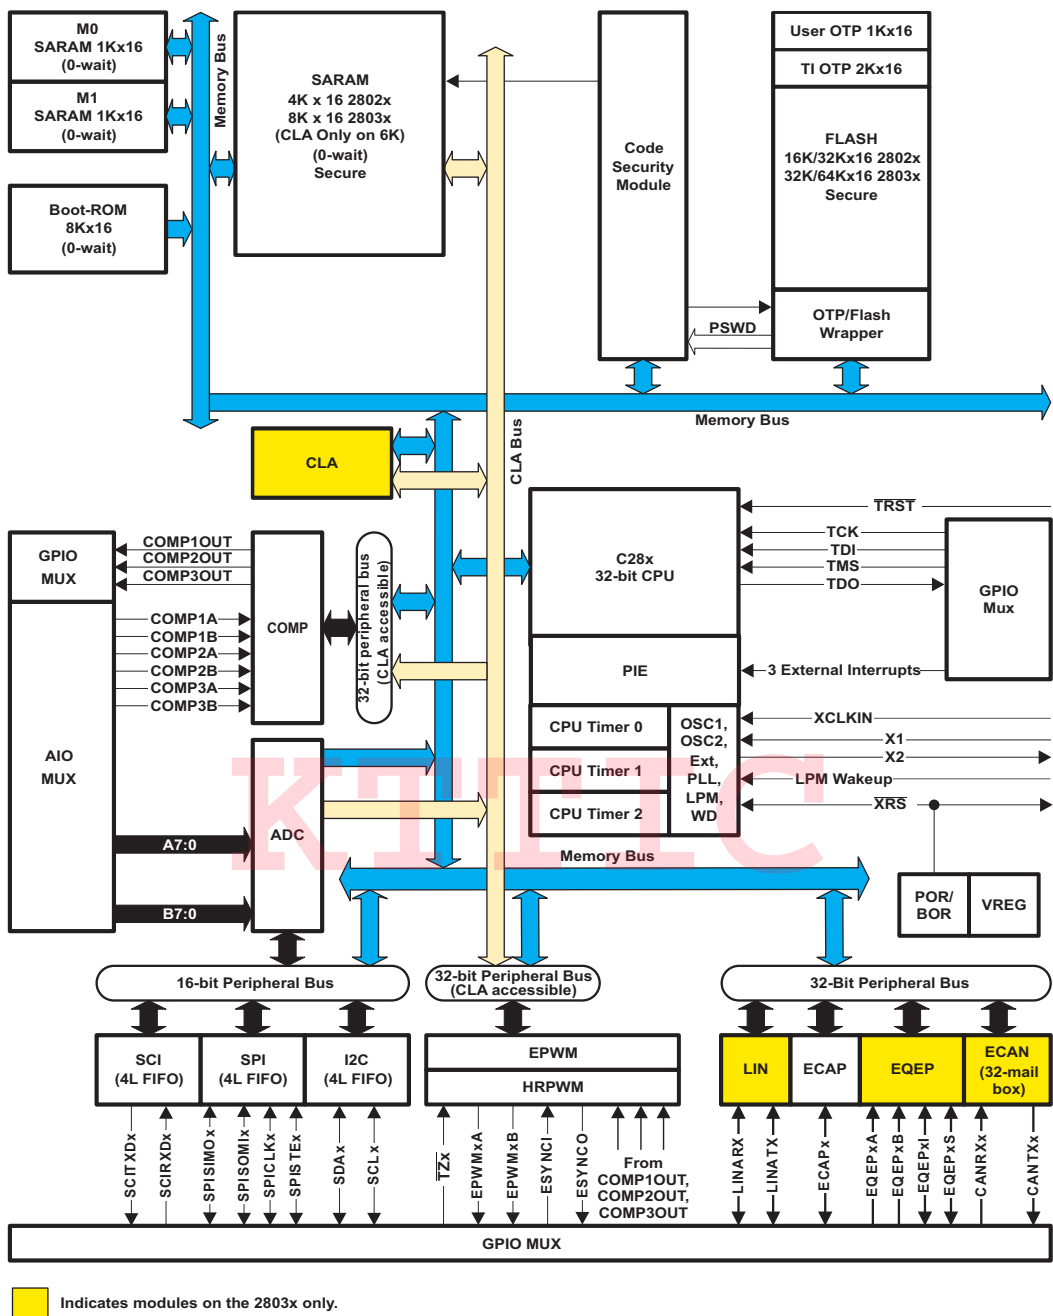 M0
SARAM 1Kx16
(0-wait)
M1
SARAM 1Kx16
(0-wait)
Boot-ROM
8Kx16
(0-wait)
Memory Bus
SARAM
4K x 16 2802x
8K x 16 2803x
(CLA Only on 6K)
(0-wait)
Secure
Code
Security
Module
User OTP 1Kx16
TI OTP 2Kx16
FLASH
16K/32Kx16 2802x
32K/64Kx16 2803x
Secure
PSWD
OTP/Flash
Wrapper
Memory Bus
CLA Bus
CLA
GPIO
MUX
COMP1OUT
COMP2OUT
COMP3OUT
COMP1A
COMP1B
COMP2A
COMP2B
COMP3A
COMP3B
COMP
32-bit peripheral bus
(CLA accessible)
AIO
MUX
A7:0
B7:0
ADC
C28x
32-bit CPU
PIE
CPU Timer 0
CPU Timer 1
CPU Timer 2
OSC1,
OSC2,
Ext,
PLL,
LPM,
WD
TRST
TCK
TDI
TMS
TDO
GPIO
Mux
3 External Interrupts
XCLKIN
X1
X2
LPM Wakeup
XRS
KTTIC
Memory Bus
POR/
BOR
VREG
16-bit Peripheral Bus
32-bit Peripheral Bus
(CLA accessible)
32-Bit Peripheral Bus
SCI
(4L FIFO)
SPI
(4L FIFO)
I2C
(4L FIFO)
EPWM
HRPWM
LIN
ECAP
EQEP
ECAN
(32-mail
box)
SCITXDx
SCIRXDx
SPISIMOx
SPISOMIx
SPICLKx
SPISTEx
SDAx
SCLx
TZx
EPWMxA
EPWMxB
ESYNCI
ESYNCO
From
COMP1OUT,
COMP2OUT,
COMP3OUT
LINARX
LINATX
ECAPx
EQEPxA
EQEPxB
EQEPxI
EQEPxS
CANRXx
CANTXx
GPIO MUX
Indicates modules on the 2803x only.